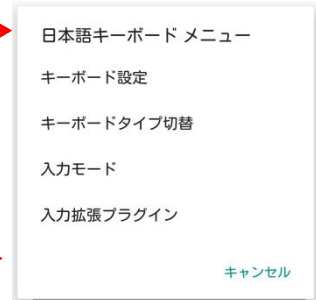 日本語キーボード メニュー
キーボード設定
キーボードタイプ切替
入力モード
入力拡張プラグイン
キャンセル